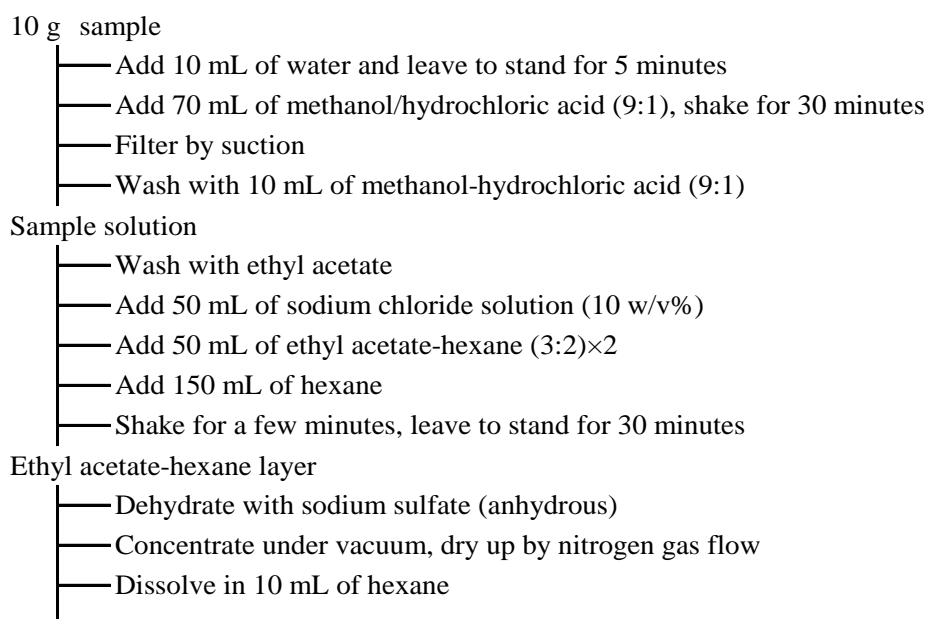 10 g sample
Add 10 mL of water and leave to stand for 5 minutes
Add 70 mL of methanol/hydrochloric acid (9:1), shake for 30 minutes
Filter by suction
Wash with 10 mL of methanol-hydrochloric acid (9:1)
Sample solution
Wash with ethyl acetate
Add 50 mL of sodium chloride solution (10 w/v%)
Add 50 mL of ethyl acetate-hexane (3:2)×2
Add 150 mL of hexane
Shake for a few minutes, leave to stand for 30 minutes
Ethyl acetate-hexane layer
Dehydrate with sodium sulfate (anhydrous)
Concentrate under vacuum, dry up by nitrogen gas flow
Dissolve in 10 mL of hexane